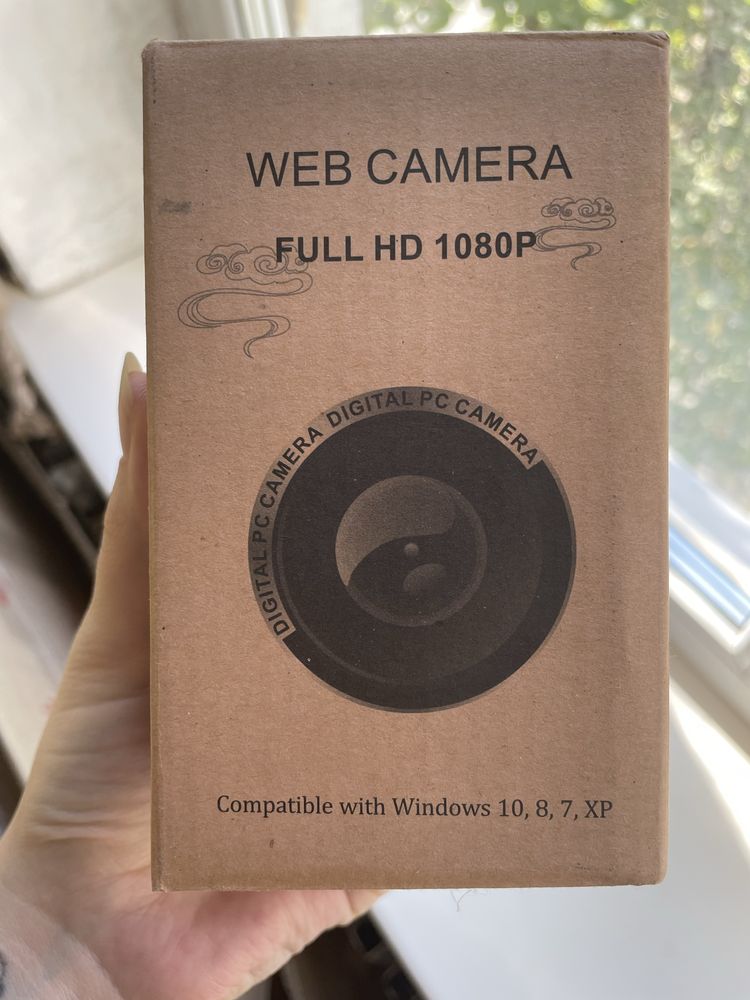 WEB CAMERA
FULL HD 1080P
DIGITAL PC CAMERA DIGITAL PC CAMERA
Compatible with Windows 10, 8, 7, XP